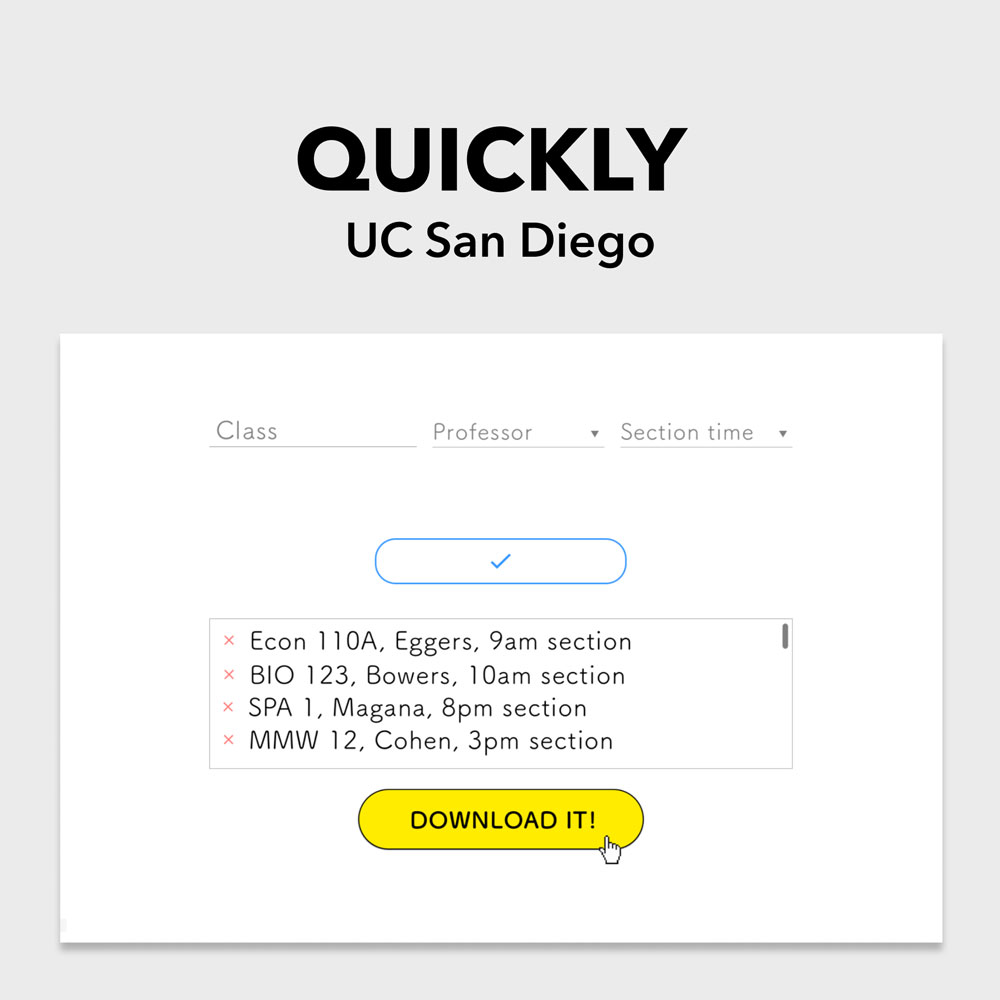 QUICKLY
UC San Diego
Class
Professor
Section time
Econ 110A, Eggers, 9am section
BIO 123, Bowers, 10am section
SPA 1, Magana, 8pm section
MMW 12, Cohen, 3pm section
DOWNLOAD IT!